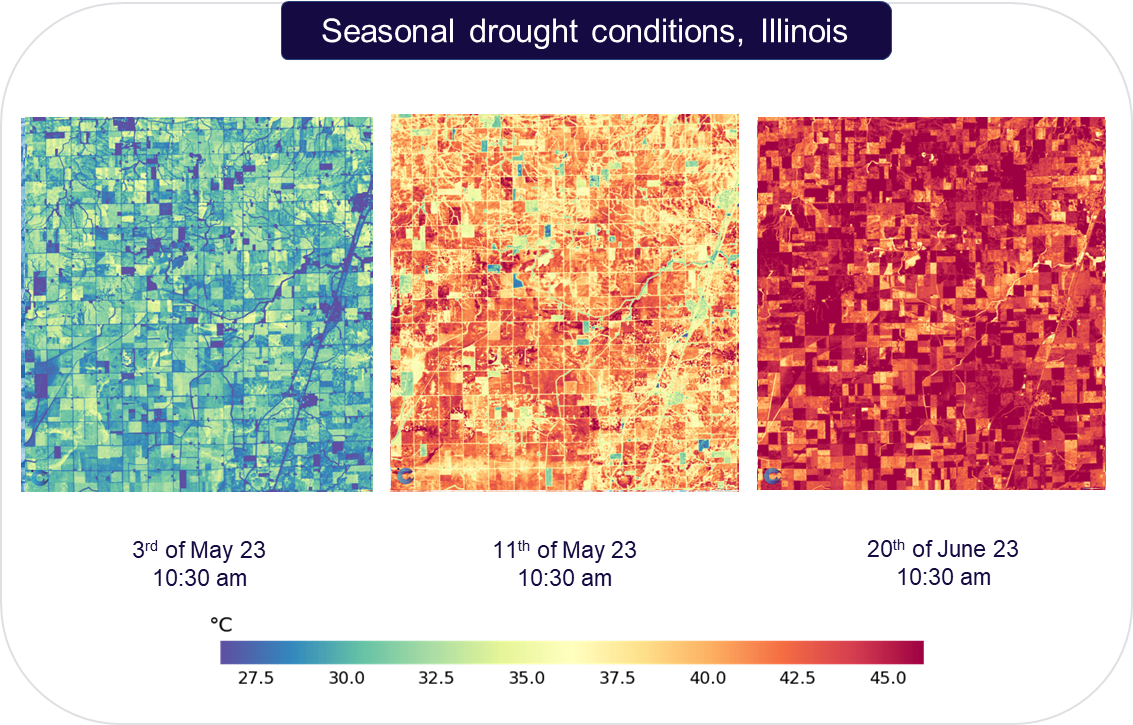 Seasonal drought conditions, Illinois
3rd of May 23
10:30 am
11th of May 23
10:30 am
20th of June 23
10:30 am
°C
27.5 30.0 32.5 35.0 37.5 40.0 42.5 45.0